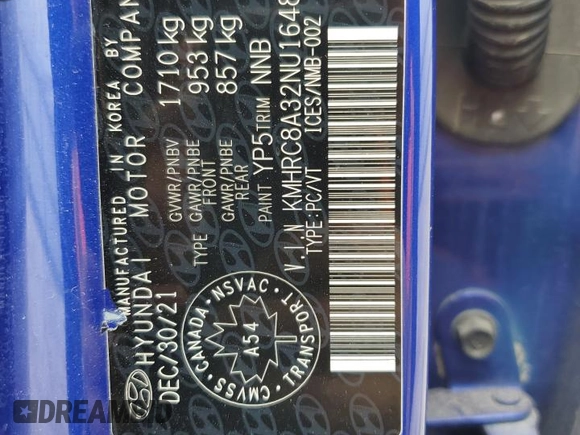 MANUFACTURED IN KOREA BY
HYUNDAI MOTOR COMPAN
DEC/30/21
GVWR/PNBV 1710 kg
TYPE GAWR/PNBE FRONT 953 kg
GAWR/PNBE REAR 857 kg
PAINT YP5 TRIM NNB
V.I.N KMHRC8A32NU1648
TYPE:PC/VT ICES/NMB-002
CMVSS • CANADA • NSVAC
TRANSPORT
A54
DREAMBID